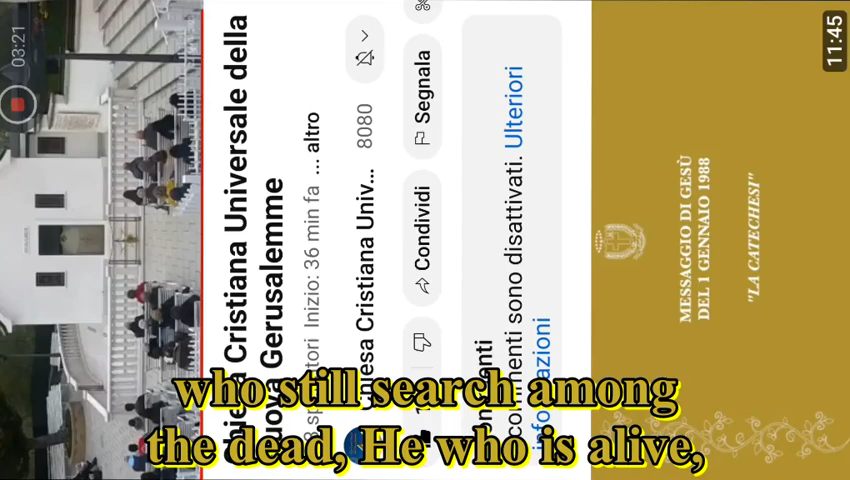 03:21
Cristiana Universale della
Gerusalemme
Inizio: 36 min fa ... altro
Cristiana Univ... 8080
Condividi
Segnala
sono disattivati. Ulteriori
MESSAGGIO DI GESÙ
DEL 1 GENNAIO 1988
"LA CATECHESI"
11:45
who still search among
the dead, He who is alive,